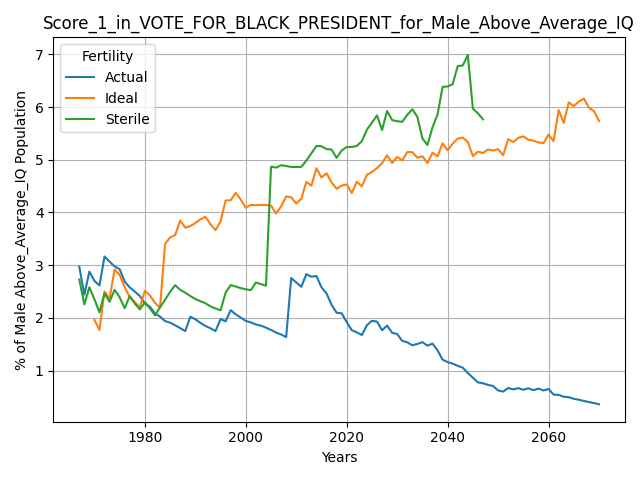 Score_1_in_VOTE_FOR_BLACK_PRESIDENT_for_Male_Above_Average_IQ
Fertility
Actual
Ideal
Sterile
% of Male Above_Average_IQ Population
7
6
5
4
3
2
1
1980 2000 2020 2040 2060
Years